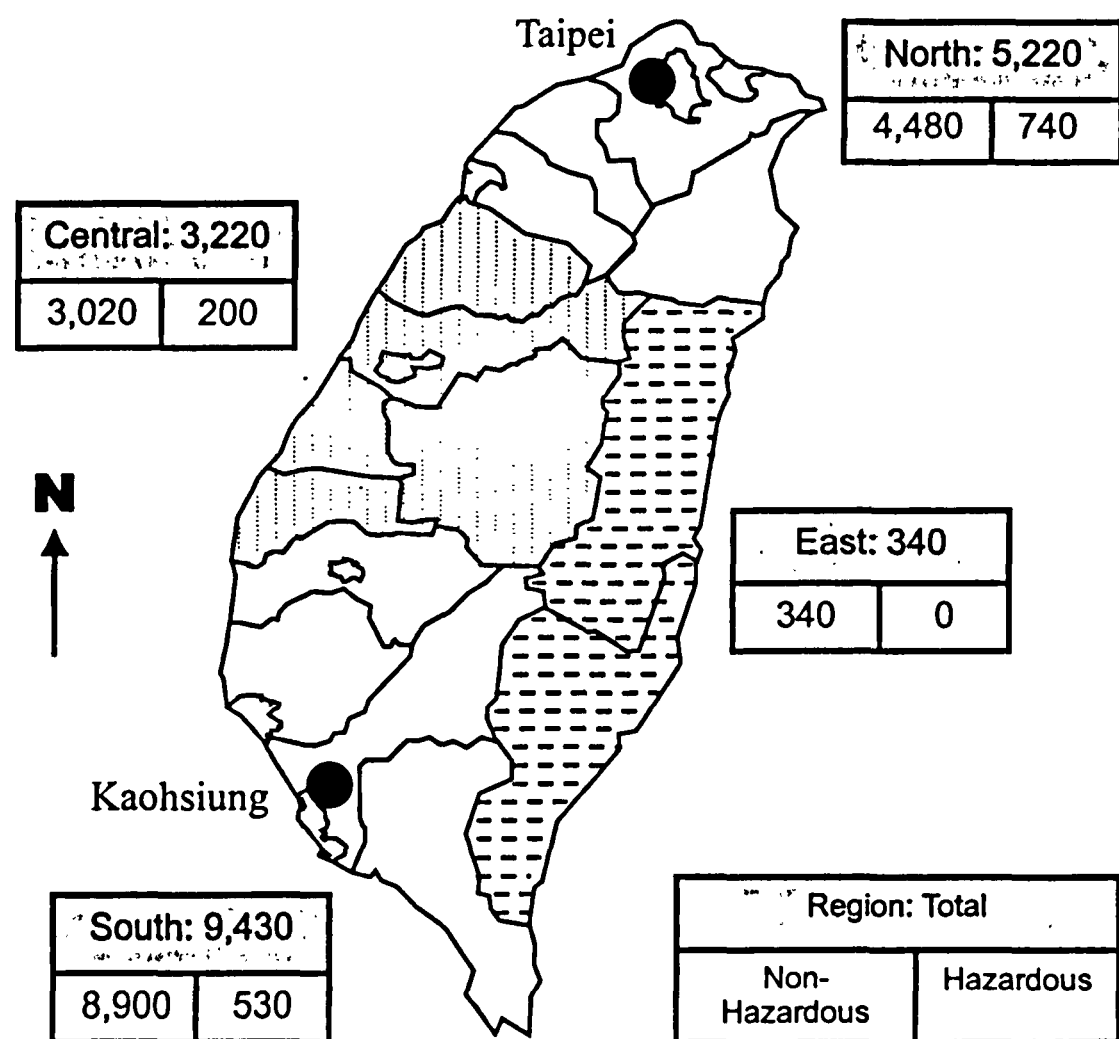 Taipei
North: 5,220
4,480 740
Central: 3,220
3,020 200
N
East: 340
340 0
Kaohsiung
South: 9,430
8,900 530
Region: Total
Non-
Hazardous
Hazardous